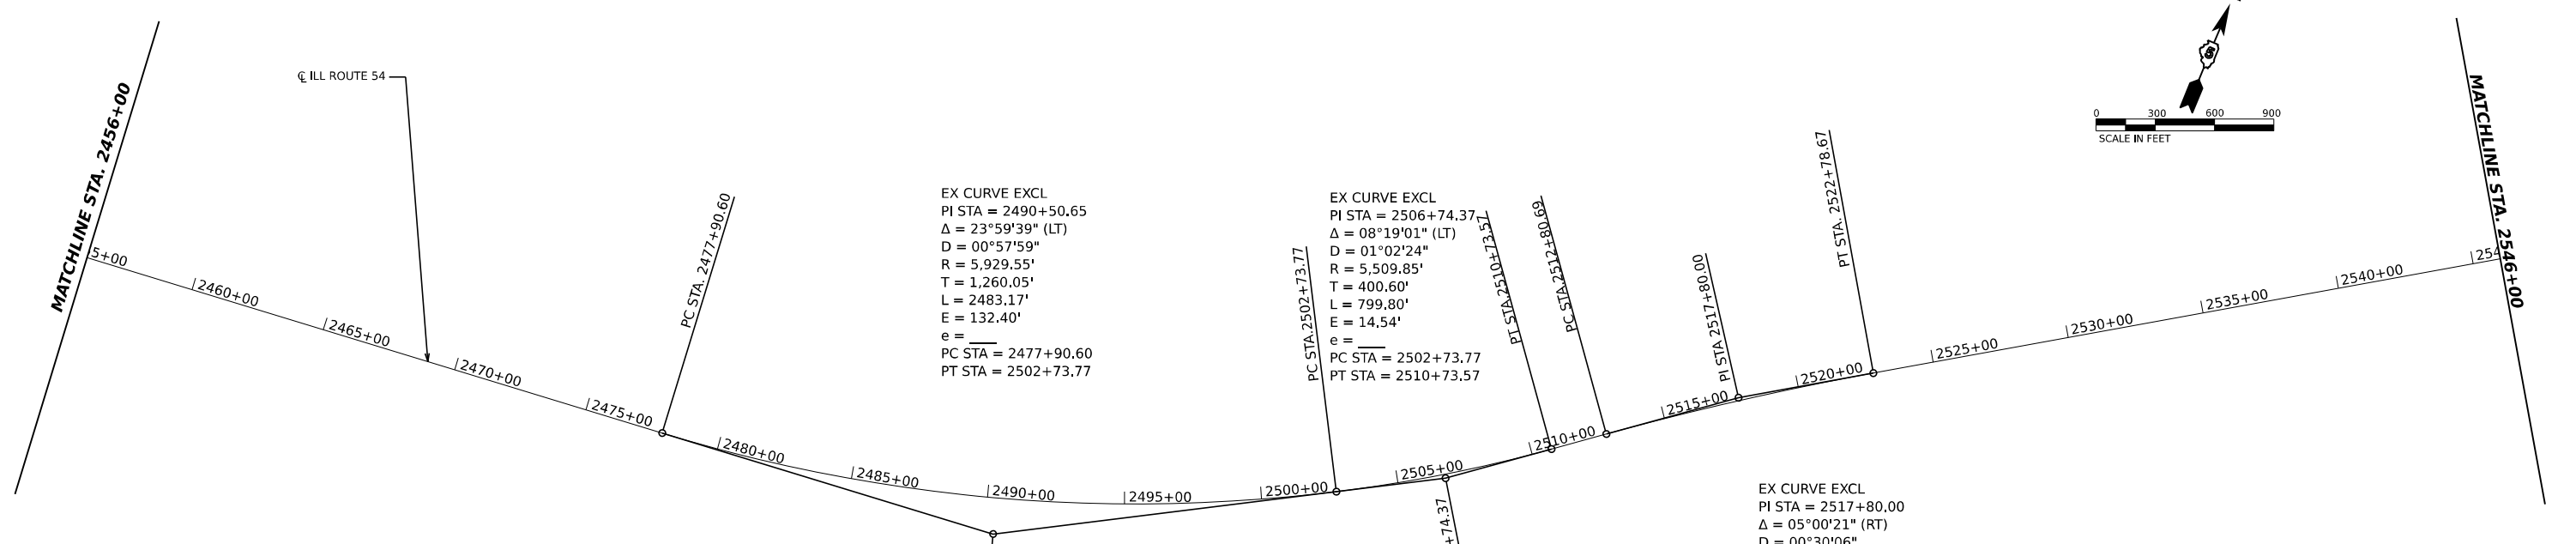 MATCHLINE STA. 2456+00
℄ ILL ROUTE 54
5+00
2460+00
2465+00
2470+00
2475+00
PC STA. 2477+90.60
2480+00
2485+00
2490+00
2495+00
2500+00
EX CURVE EXCL
PI STA = 2490+50.65
Δ = 23°59'39" (LT)
D = 00°57'59"
R = 5,929.55'
T = 1,260.05'
L = 2483.17'
E = 132.40'
e = ____
PC STA = 2477+90.60
PT STA = 2502+73.77
PC STA.2502+73.77
EX CURVE EXCL
PI STA = 2506+74.37
Δ = 08°19'01" (LT)
D = 01°02'24"
R = 5,509.85'
T = 400.60'
L = 799.80'
E = 14.54'
e = ____
PC STA = 2502+73.77
PT STA = 2510+73.57
2505+00
+74.37
PT STA.2510+73.57
2510+00
PC STA.2512+80.69
2515+00
PI STA 2517+80.00
2520+00
PT STA. 2522+78.67
2525+00
2530+00
2535+00
2540+00
254
EX CURVE EXCL
PI STA = 2517+80.00
Δ = 05°00'21" (RT)
D = 00°30'06"
0 300 600 900
SCALE IN FEET
MATCHLINE STA. 2546+00